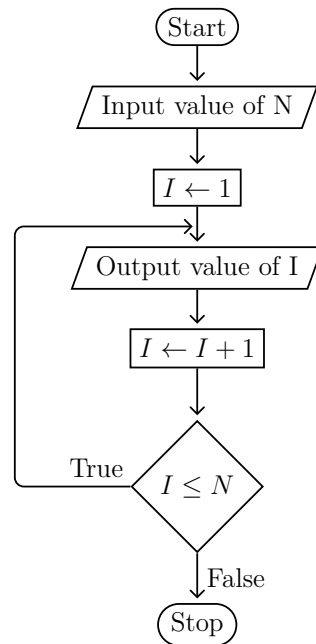 Start
Input value of N
I ← 1
Output value of I
I ← I + 1
True
I ≤ N
False
Stop